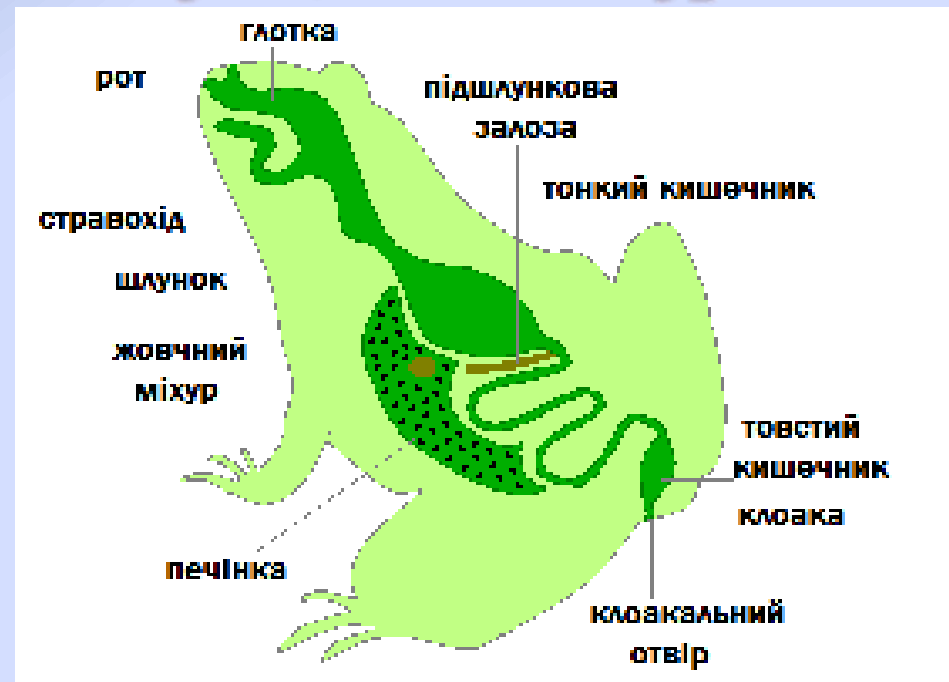 глотка
рот
підшлункова
залоза
тонкий кишечник
стравохід
шлунок
жовчний
міхур
товстий
кишечник
клоака
печінка
клоакальний
отвір